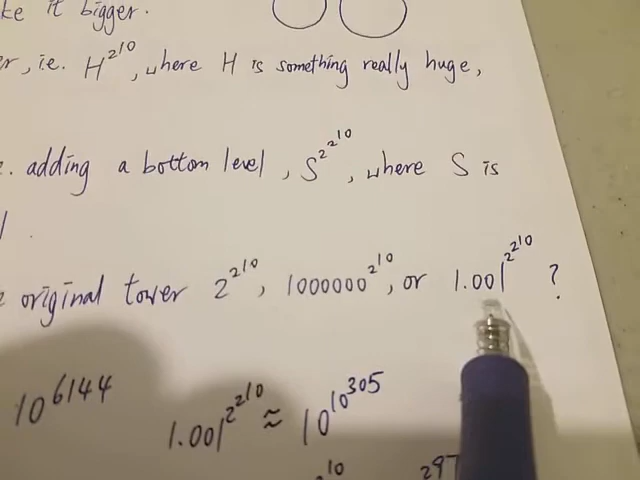 ke it bigger.
er, ie. H^2^10, where H is something really huge,
e. adding a bottom level, S^2^2^10, where S is
original tower 2^2^10, 1000000^2^10, or 1.001^2^2^10 ?
10^6144 1.001^2^2^10 ≈ 10^10^305
10 297